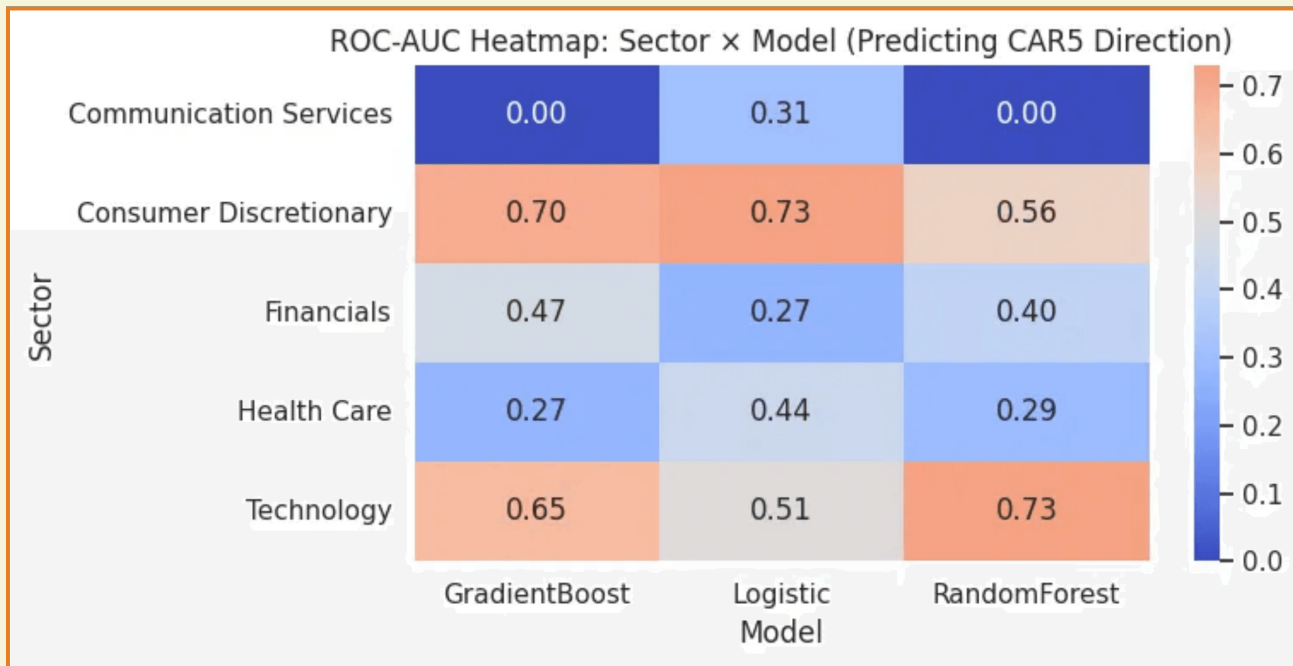 ROC-AUC Heatmap: Sector × Model (Predicting CAR5 Direction)
Communication Services 0.00 0.31 0.00
Consumer Discretionary 0.70 0.73 0.56
Financials 0.47 0.27 0.40
Health Care 0.27 0.44 0.29
Technology 0.65 0.51 0.73
Sector
GradientBoost Logistic RandomForest
Model
0.7
0.6
0.5
0.4
0.3
0.2
0.1
0.0